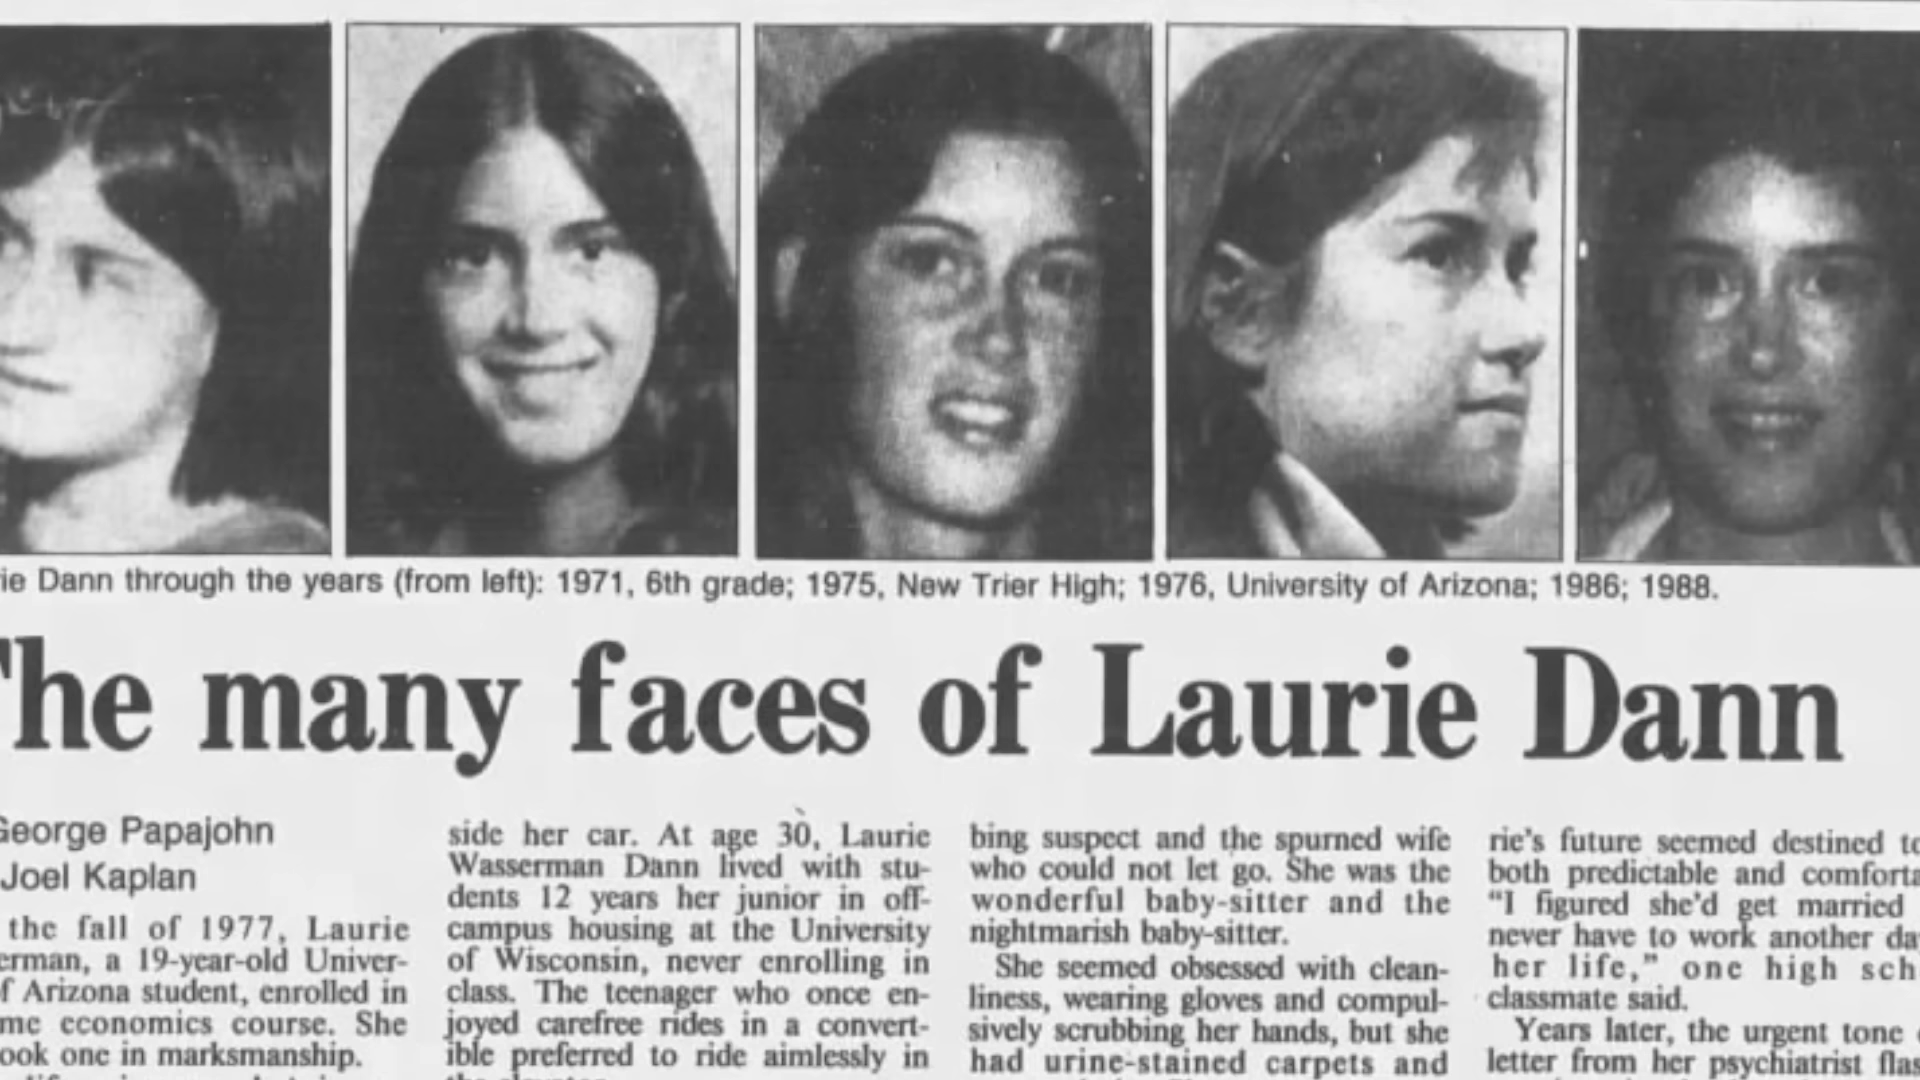 ie Dann through the years (from left): 1971, 6th grade; 1975, New Trier High; 1976, University of Arizona; 1986; 1988.
The many faces of Laurie Dann
George Papajohn
Joel Kaplan
the fall of 1977, Laurie
erman, a 19-year-old Univer-
f Arizona student, enrolled in
me economics course. She
ook one in marksmanship.
side her car. At age 30, Laurie
Wasserman Dann lived with stu-
dents 12 years her junior in off-
campus housing at the University
of Wisconsin, never enrolling in
class. The teenager who once en-
joyed carefree rides in a convert-
ible preferred to ride aimlessly in
bing suspect and the spurned wife
who could not let go. She was the
wonderful baby-sitter and the
nightmarish baby-sitter.
She seemed obsessed with clean-
liness, wearing gloves and compul-
sively scrubbing her hands, but she
had urine-stained carpets and
rie's future seemed destined to
both predictable and comforta
"I figured she'd get married
never have to work another da
her life," one high sch
classmate said.
Years later, the urgent tone
letter from her psychiatrist flas